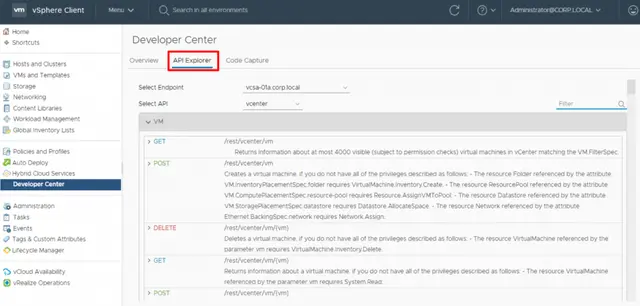 vm vSphere Client
Menu
Search in all environments
Administrator@CORP.LOCAL
Home
Shortcuts
Hosts and Clusters
VMs and Templates
Storage
Networking
Content Libraries
Workload Management
Global Inventory Lists
Policies and Profiles
Auto Deploy
Hybrid Cloud Services
Developer Center
Administration
Tasks
Events
Tags & Custom Attributes
Lifecycle Manager
vCloud Availability
vRealize Operations
Developer Center
Overview
API Explorer
Code Capture
Select Endpoint
vcsa-01a.corp.local
Select API
vcenter
Filter
VM
GET /rest/vcenter/vm
Returns information about at most 4000 visible (subject to permission checks) virtual machines in vCenter matching the VM.FilterSpec.
POST /rest/vcenter/vm
Creates a virtual machine. if you do not have all of the privileges described as follows: - The resource Folder referenced by the attribute
VM.InventoryPlacementSpec.folder requires VirtualMachine.Inventory.Create. - The resource ResourcePool referenced by the attribute
VM.ComputePlacementSpec.resource-pool requires Resource.AssignVMToPool. - The resource Datastore referenced by the attribute
VM.StoragePlacementSpec.datastore requires Datastore.AllocateSpace. - The resource Network referenced by the attribute
Ethernet.BackingSpec.network requires Network.Assign.
DELETE /rest/vcenter/vm/{vm}
Deletes a virtual machine. if you do not have all of the privileges described as follows: - The resource VirtualMachine referenced by the
parameter vm requires VirtualMachine.Inventory.Delete.
GET /rest/vcenter/vm/{vm}
Returns information about a virtual machine. if you do not have all of the privileges described as follows: - The resource VirtualMachine
referenced by the parameter vm requires System.Read.
POST /rest/vcenter/vm/{vm}